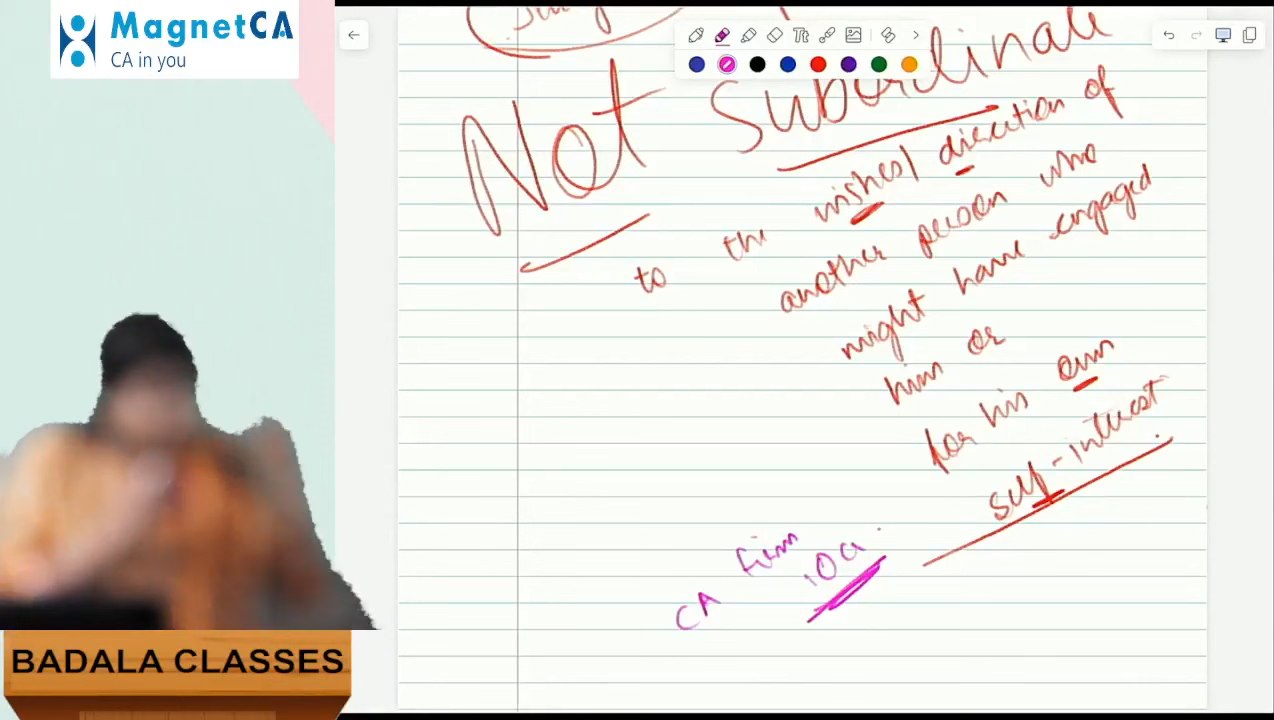 MagnetCA
CA in you
Not Subordinate
to the wishes/ direction of
another person who
might have engaged
him or
for his own
self-interest
CA firm
10a
BADALA CLASSES